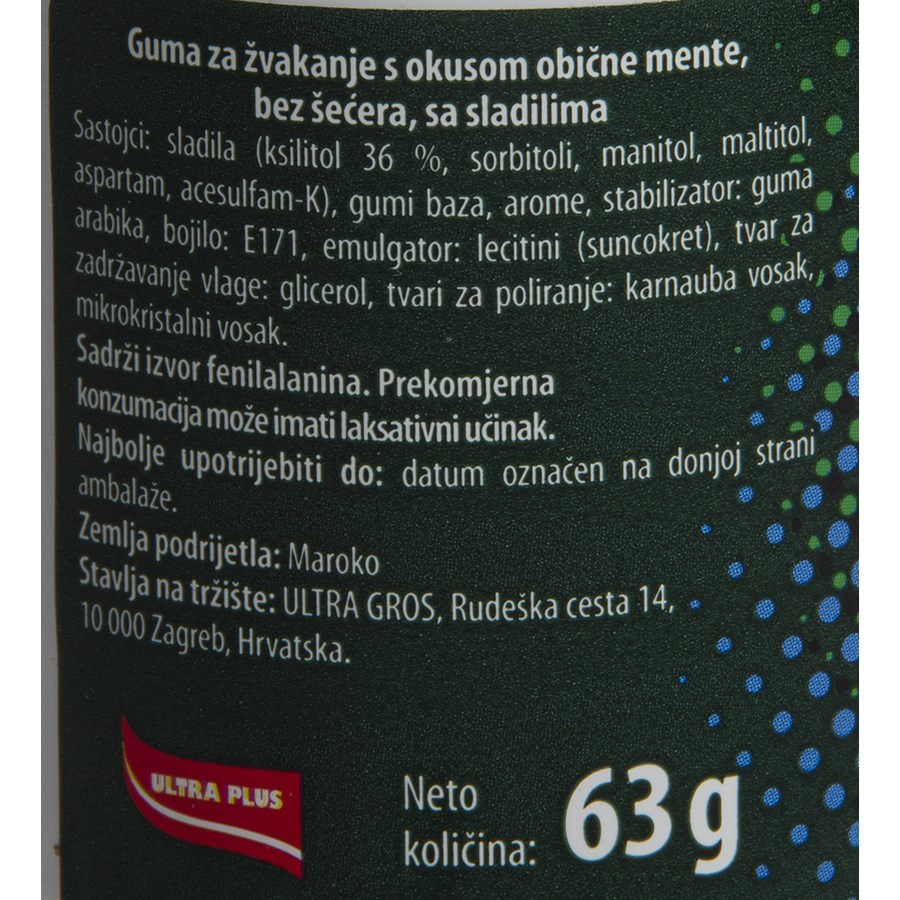 Guma za žvakanje s okusom obične mente,
bez šećera, sa sladilima
Sastojci: sladila (ksilitol 36 %, sorbitoli, manitol, maltitol,
aspartam, acesulfam-K), gumi baza, arome, stabilizator: guma
arabika, bojilo: E171, emulgator: lecitini (suncokret), tvar za
zadržavanje vlage: glicerol, tvari za poliranje: karnauba vosak,
mikrokristalni vosak.
Sadrži izvor fenilalanina. Prekomjerna
konzumacija može imati laksativni učinak.
Najbolje upotrijebiti do: datum označen na donjoj strani
ambalaže.
Zemlja podrijetla: Maroko
Stavlja na tržište: ULTRA GROS, Rudeška cesta 14,
10 000 Zagreb, Hrvatska.
ULTRA PLUS
Neto
količina: 63 g